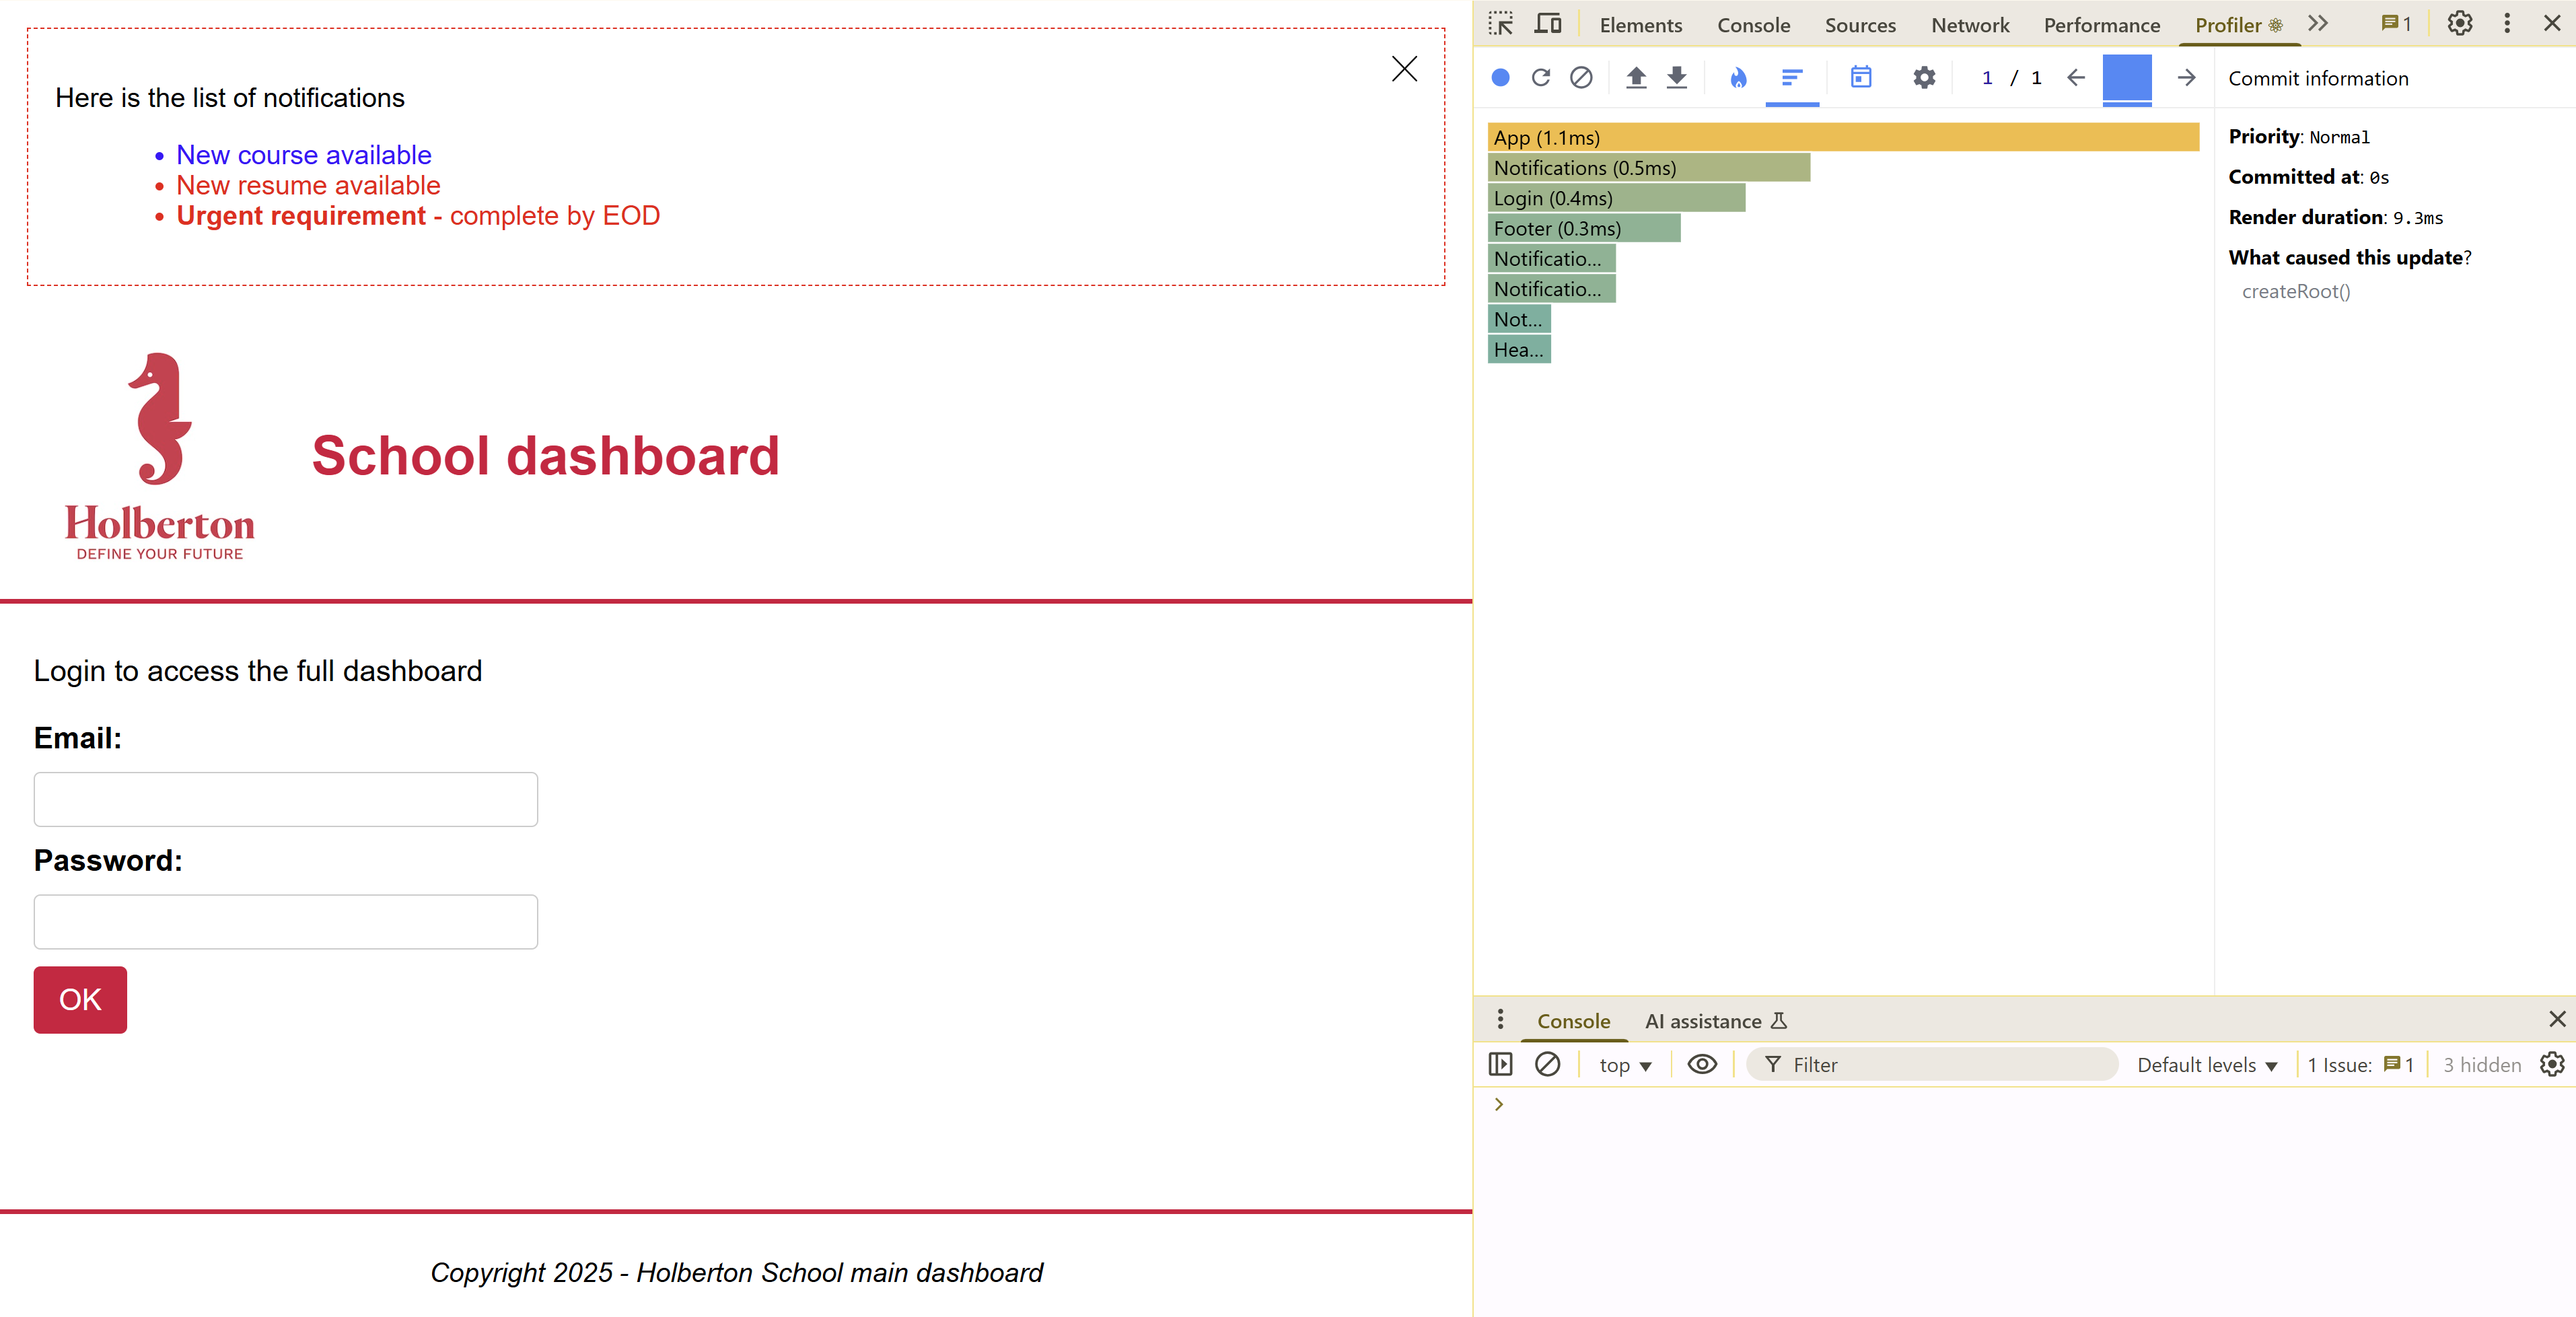 Here is the list of notifications
New course available
New resume available
Urgent requirement - complete by EOD
Holberton
DEFINE YOUR FUTURE
School dashboard
Login to access the full dashboard
Email:
Password:
OK
Copyright 2025 - Holberton School main dashboard
Elements Console Sources Network Performance Profiler ⚛ 1
1 / 1
Commit information
App (1.1ms)
Notifications (0.5ms)
Login (0.4ms)
Footer (0.3ms)
Notificatio...
Notificatio...
Not...
Hea...
Priority: Normal
Committed at: 0s
Render duration: 9.3ms
What caused this update?
createRoot()
Console AI assistance
top Filter Default levels 1 Issue: 1 3 hidden